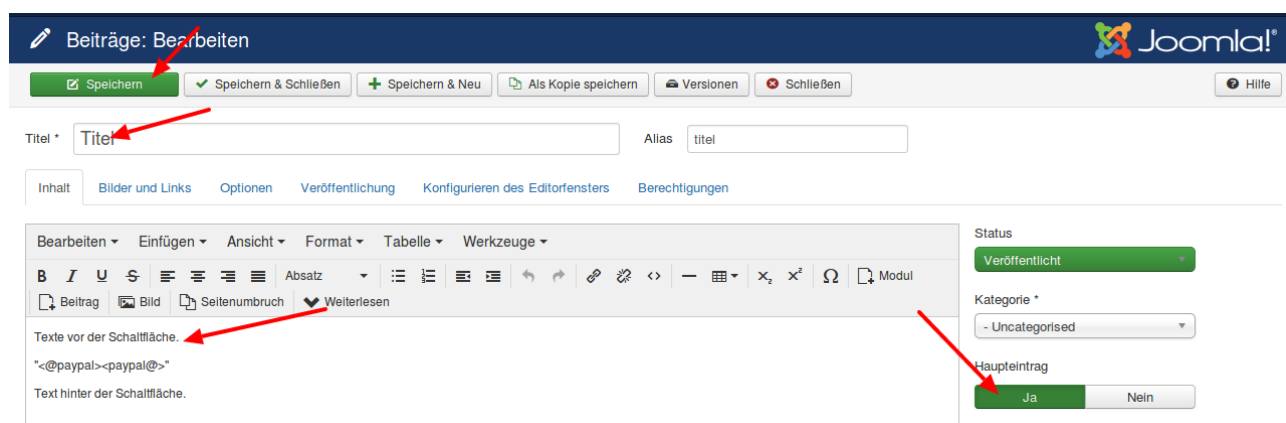 Beiträge: Bearbeiten
Joomla!®
Speichern Speichern & Schließen Speichern & Neu Als Kopie speichern Versionen Schließen Hilfe
Titel * Titel Alias titel
Inhalt Bilder und Links Optionen Veröffentlichung Konfigurieren des Editorfensters Berechtigungen
Bearbeiten Einfügen Ansicht Format Tabelle Werkzeuge
B I U S Absatz x₂ x² Ω Modul
Beitrag Bild Seitenumbruch Weiterlesen
Texte vor der Schaltfläche.
"<@paypal><paypal@>"
Text hinter der Schaltfläche.
Status
Veröffentlicht
Kategorie *
- Uncategorised
Haupteintrag
Ja Nein